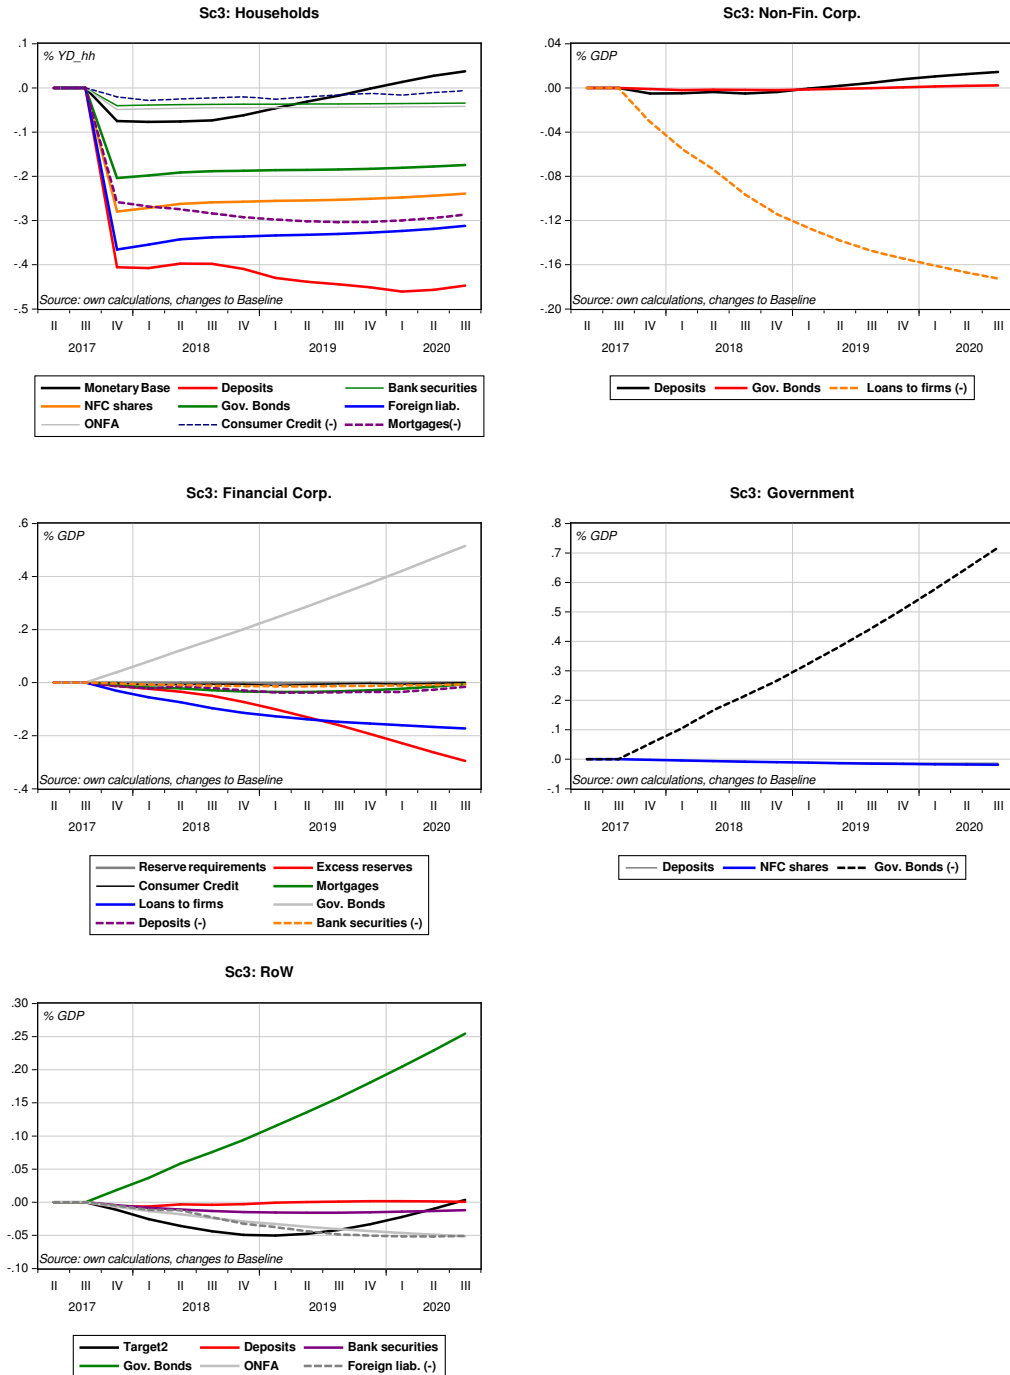 Sc3: Households
% YD_hh
.1
.0
-.1
-.2
-.3
-.4
-.5
Source: own calculations, changes to Baseline
II III IV I II III IV I II III IV I II III
2017 2018 2019 2020
Monetary Base Deposits Bank securities
NFC shares Gov. Bonds Foreign liab.
ONFA Consumer Credit (-) Mortgages(-)
Sc3: Non-Fin. Corp.
% GDP
.04
.00
-.04
-.08
-.12
-.16
-.20
Source: own calculations, changes to Baseline
II III IV I II III IV I II III IV I II III
2017 2018 2019 2020
Deposits Gov. Bonds Loans to firms (-)
Sc3: Financial Corp.
% GDP
.6
.4
.2
.0
-.2
-.4
Source: own calculations, changes to Baseline
II III IV I II III IV I II III IV I II III
2017 2018 2019 2020
Reserve requirements Excess reserves
Consumer Credit Mortgages
Loans to firms Gov. Bonds
Deposits (-) Bank securities (-)
Sc3: Government
% GDP
.8
.7
.6
.5
.4
.3
.2
.1
.0
-.1
Source: own calculations, changes to Baseline
II III IV I II III IV I II III IV I II III
2017 2018 2019 2020
Deposits NFC shares Gov. Bonds (-)
Sc3: RoW
% GDP
.30
.25
.20
.15
.10
.05
.00
-.05
-.10
Source: own calculations, changes to Baseline
II III IV I II III IV I II III IV I II III
2017 2018 2019 2020
Target2 Deposits Bank securities
Gov. Bonds ONFA Foreign liab. (-)